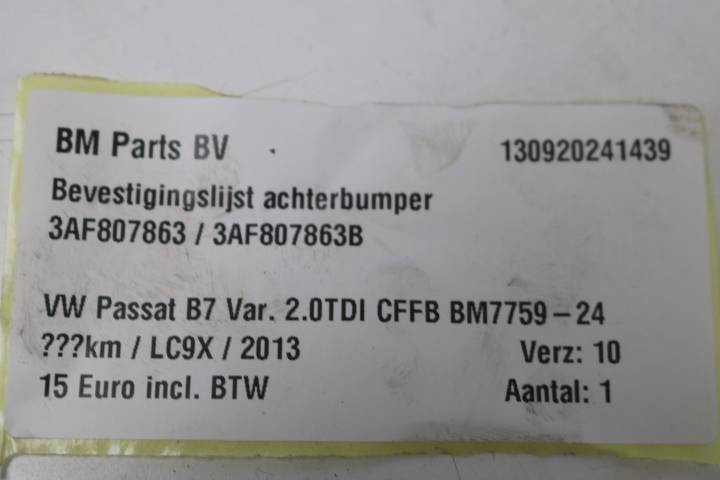 BM Parts BV 130920241439
Bevestigingslijst achterbumper
3AF807863 / 3AF807863B
VW Passat B7 Var. 2.0TDI CFFB BM7759-24
???km / LC9X / 2013 Verz: 10
15 Euro incl. BTW Aantal: 1